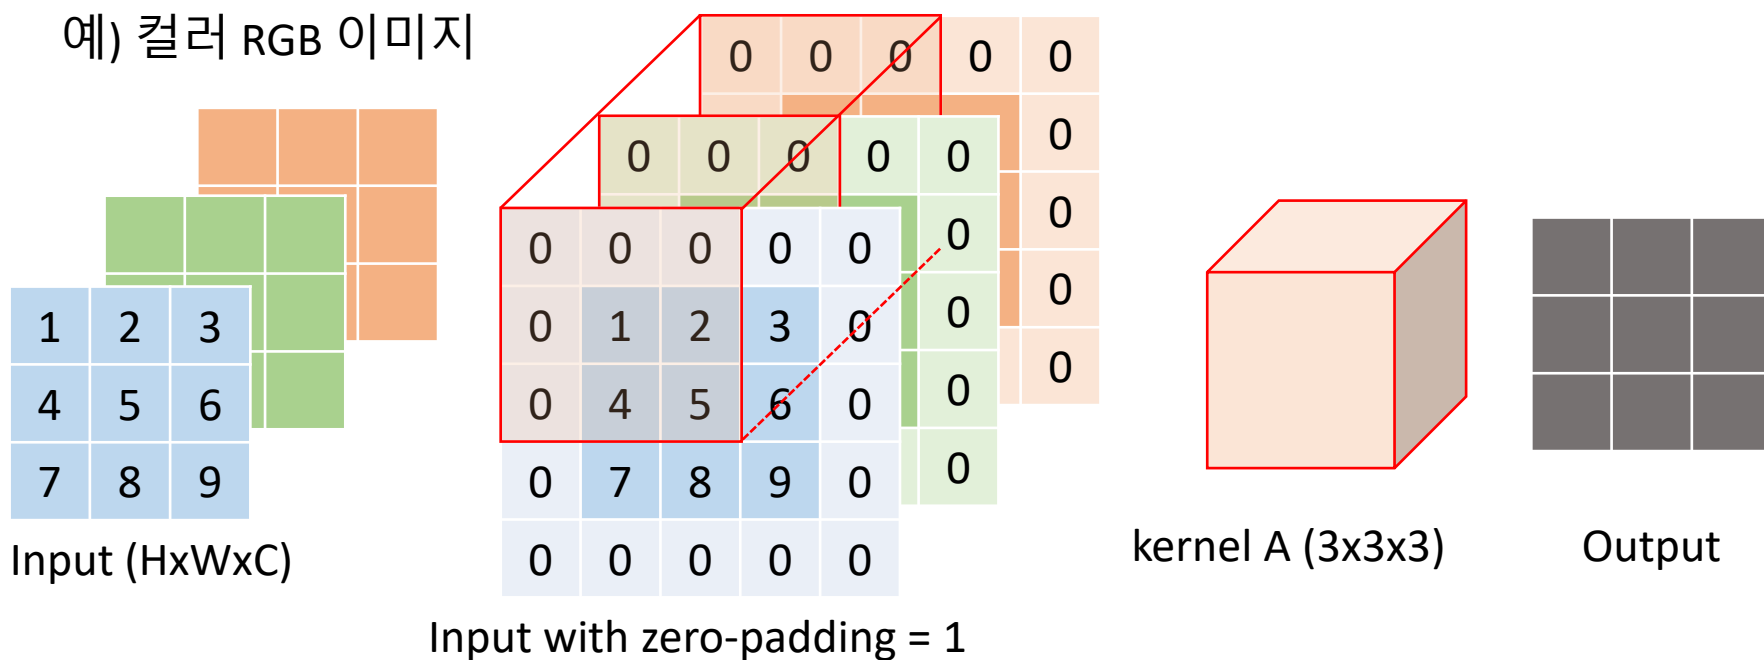 예) 컬러 RGB 이미지
1 2 3
4 5 6
7 8 9
Input (HxWxC)
0 0 0 0 0
0
0
0
0
0 0 0 0 0
0
0
0
0
0 0 0 0 0
0 1 2 3 0
0 4 5 6 0
0 7 8 9 0
0 0 0 0 0
Input with zero-padding = 1
kernel A (3x3x3)
Output